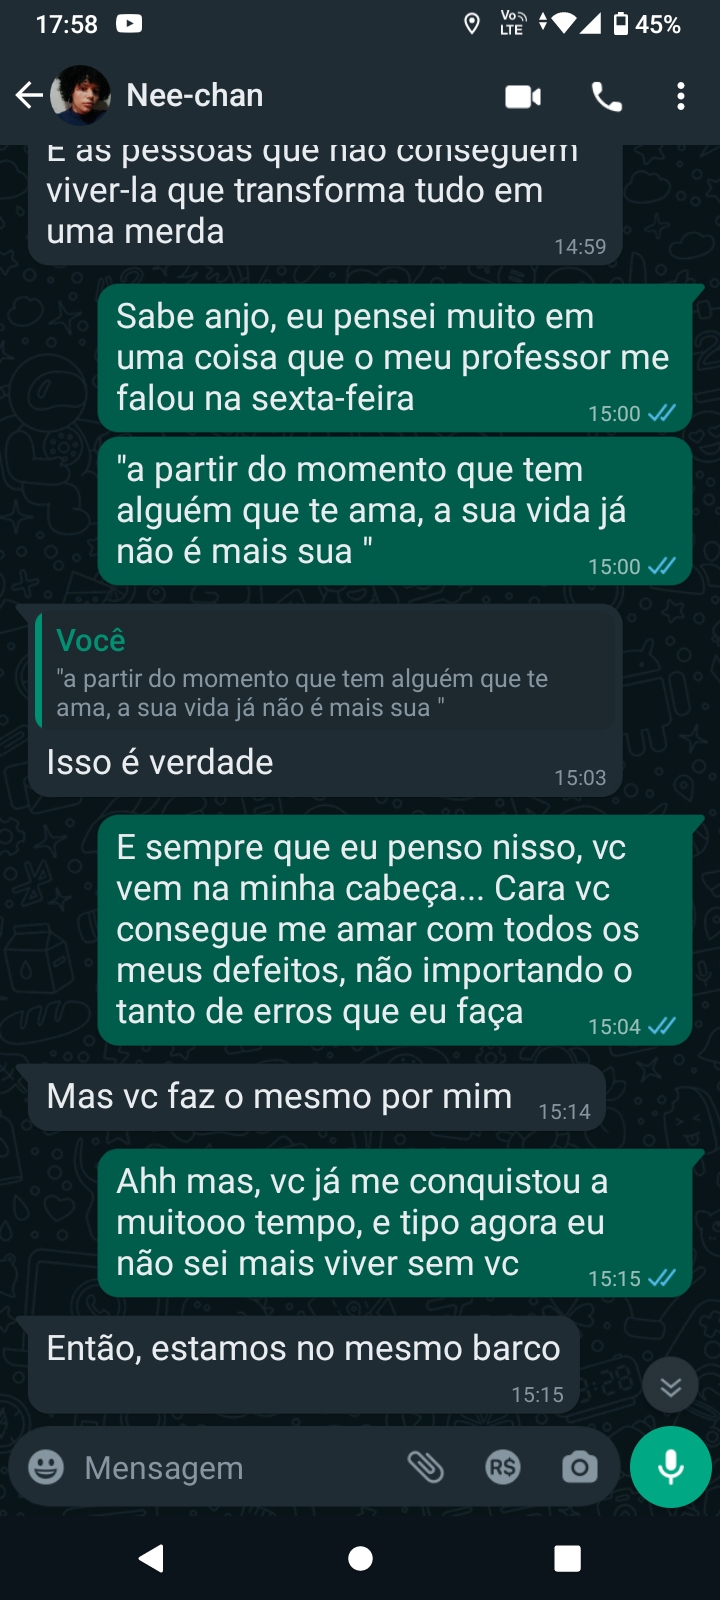 17:58
Vo
LTE
45%
Nee-chan
E as pessoas que não conseguem
viver-la que transforma tudo em
uma merda
14:59
Sabe anjo, eu pensei muito em
uma coisa que o meu professor me
falou na sexta-feira
15:00
"a partir do momento que tem
alguém que te ama, a sua vida já
não é mais sua "
15:00
Você
"a partir do momento que tem alguém que te
ama, a sua vida já não é mais sua "
Isso é verdade
15:03
E sempre que eu penso nisso, vc
vem na minha cabeça... Cara vc
consegue me amar com todos os
meus defeitos, não importando o
tanto de erros que eu faça
15:04
Mas vc faz o mesmo por mim
15:14
Ahh mas, vc já me conquistou a
muitooo tempo, e tipo agora eu
não sei mais viver sem vc
15:15
Então, estamos no mesmo barco
15:15
Mensagem
R$